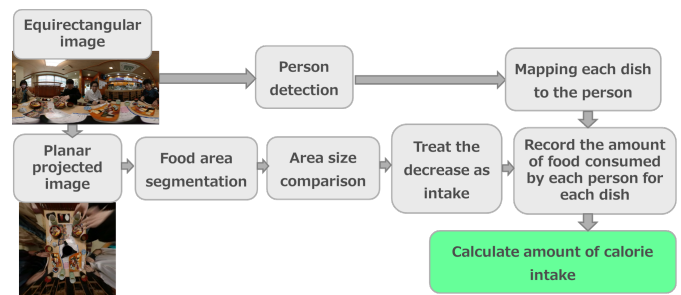 Equirectangular
image
Person
detection
Mapping each dish
to the person
Planar
projected
image
Food area
segmentation
Area size
comparison
Treat the
decrease as
intake
Record the amount
of food consumed
by each person for
each dish
Calculate amount of calorie
intake